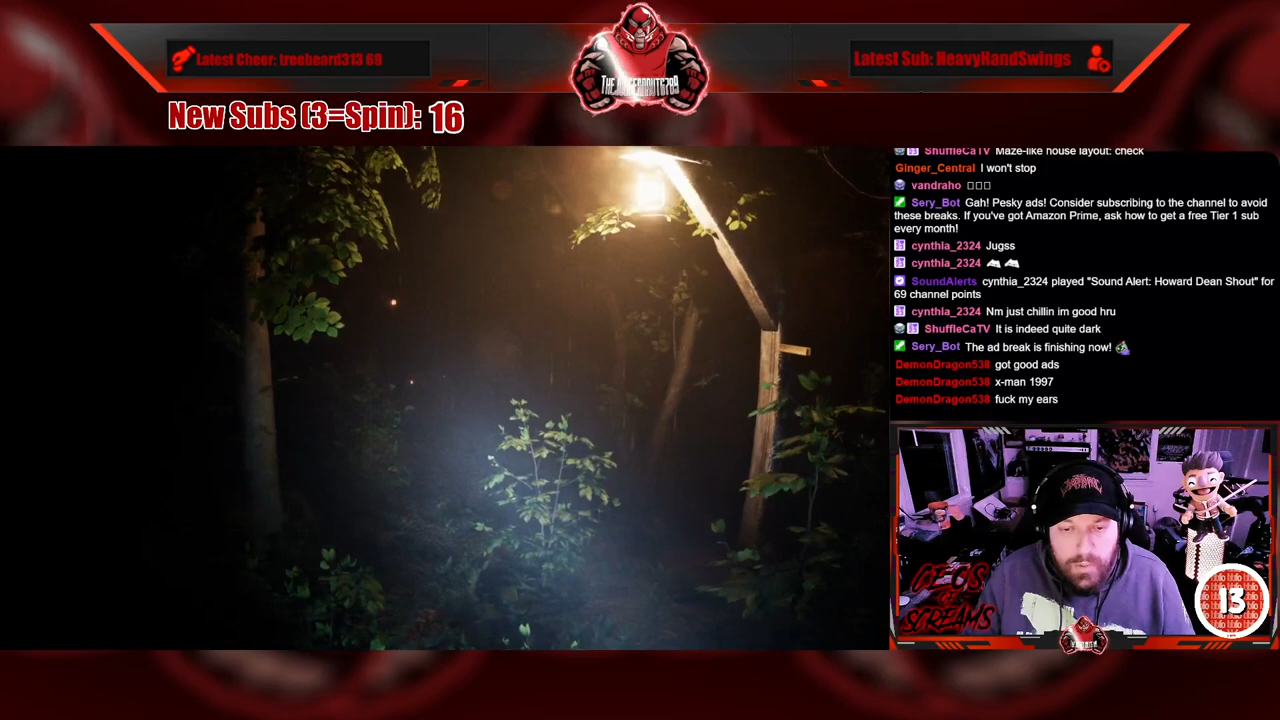 Latest Cheer: treebeard313 69
THEJUGGERNAUT6789
Latest Sub: HeavyHandSwings
New Subs (3=Spin): 16
ShuffleCaTV Maze-like house layout: check
Ginger_Central I won't stop
vandraho □□□
Sery_Bot Gah! Pesky ads! Consider subscribing to the channel to avoid
these breaks. If you've got Amazon Prime, ask how to get a free Tier 1 sub
every month!
cynthia_2324 Jugss
cynthia_2324
SoundAlerts cynthia_2324 played "Sound Alert: Howard Dean Shout" for
69 channel points
cynthia_2324 Nm just chillin im good hru
ShuffleCaTV It is indeed quite dark
Sery_Bot The ad break is finishing now!
DemonDragon538 got good ads
DemonDragon538 x-man 1997
DemonDragon538 fuck my ears
SCREAMS
13